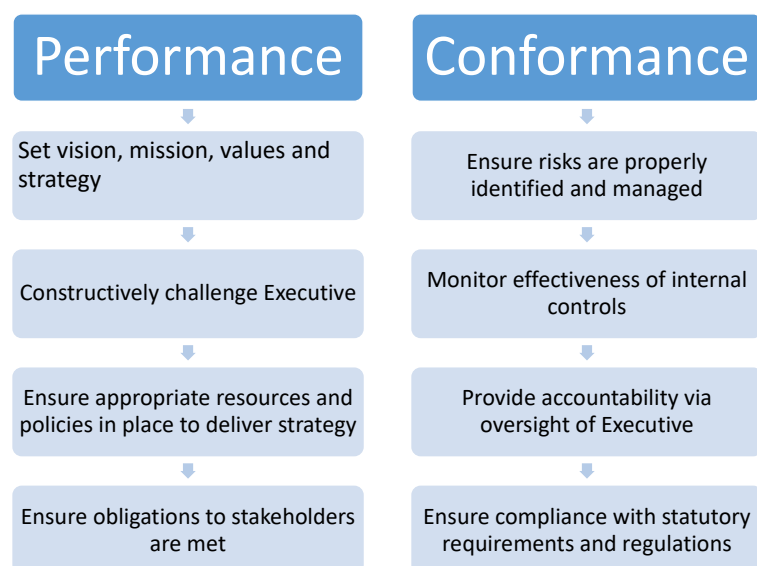 Performance
Set vision, mission, values and
strategy
Constructively challenge Executive
Ensure appropriate resources and
policies in place to deliver strategy
Ensure obligations to stakeholders
are met
Conformance
Ensure risks are properly
identified and managed
Monitor effectiveness of internal
controls
Provide accountability via
oversight of Executive
Ensure compliance with statutory
requirements and regulations